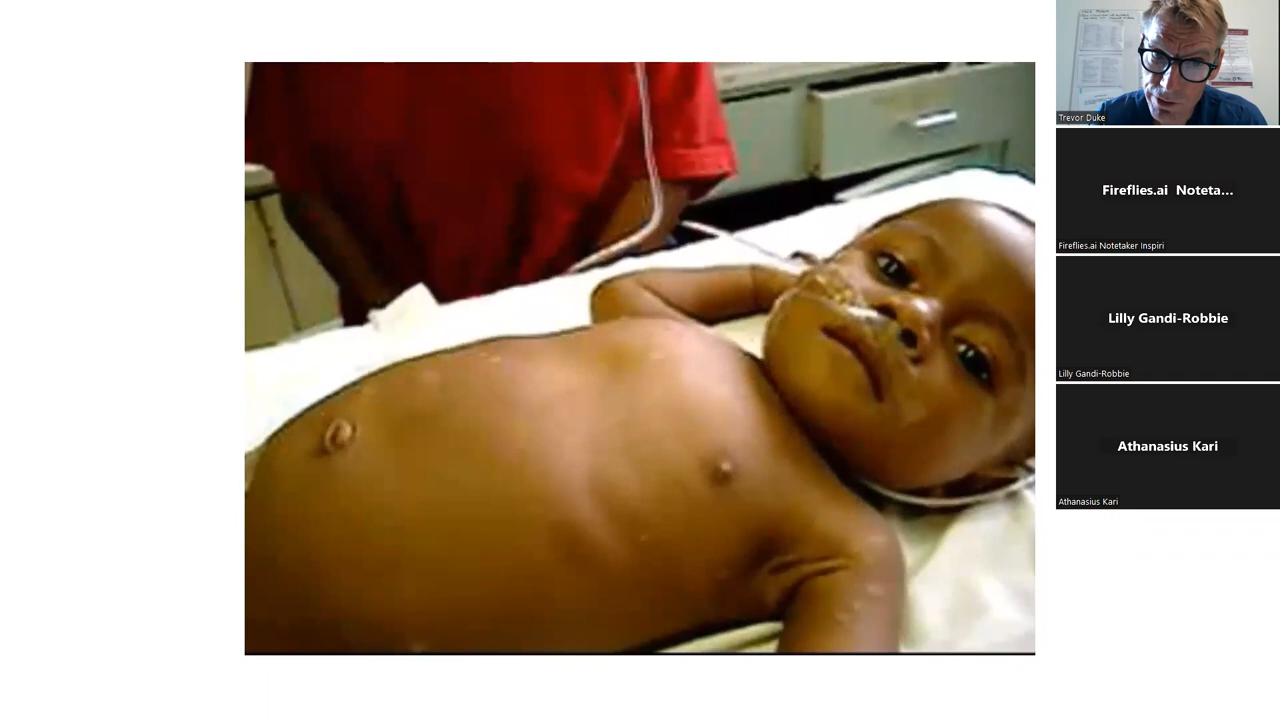 Trevor Duke
Fireflies.ai Noteta...
Fireflies.ai Notetaker Inspiri
Lilly Gandi-Robbie
Lilly Gandi-Robbie
Athanasius Kari
Athanasius Kari